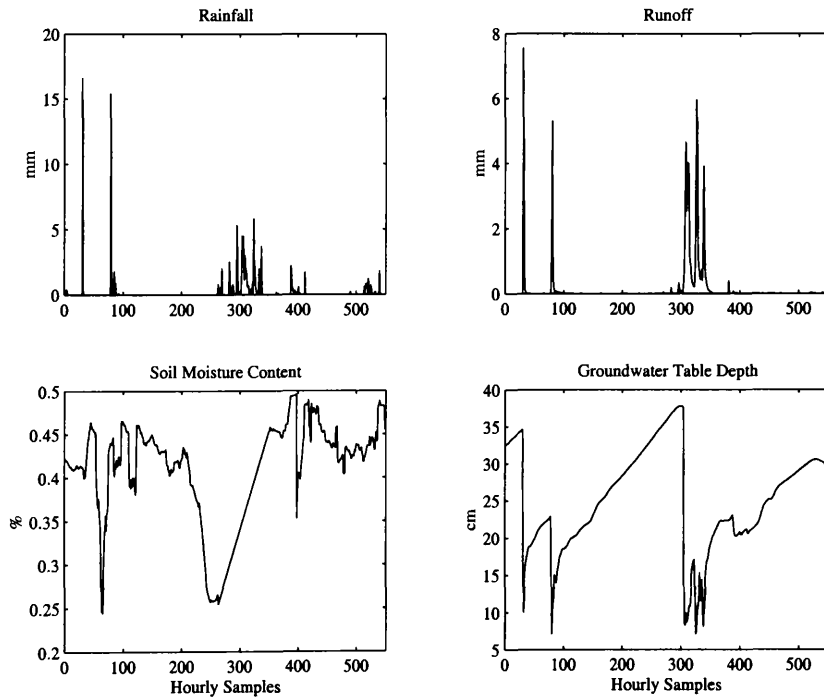 Rainfall
20
15
10
5
0
mm
0 100 200 300 400 500
Runoff
8
6
4
2
0
mm
0 100 200 300 400 500
Soil Moisture Content
0.5
0.45
0.4
0.35
0.3
0.25
0.2
%
0 100 200 300 400 500
Hourly Samples
Groundwater Table Depth
40
35
30
25
20
15
10
5
cm
0 100 200 300 400 500
Hourly Samples